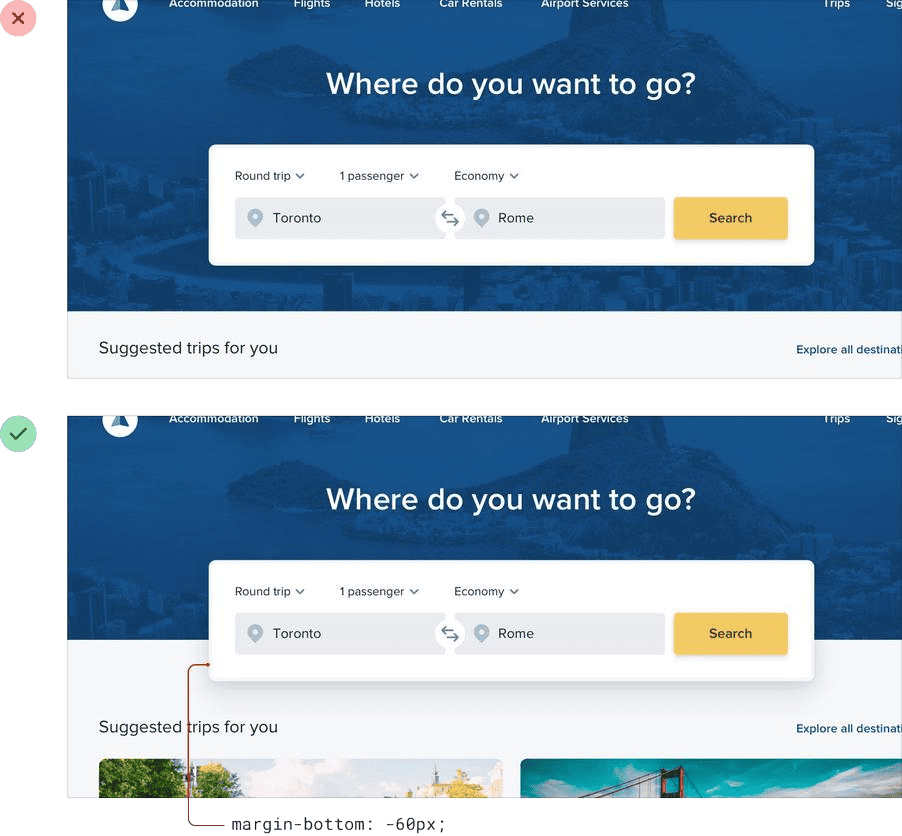 Accommodation Flights Hotels Car Rentals Airport Services Trips
Where do you want to go?
Round trip 1 passenger Economy
Toronto Rome Search
Suggested trips for you Explore all destinati
Accommodation Flights Hotels Car Rentals Airport Services Trips
Where do you want to go?
Round trip 1 passenger Economy
Toronto Rome Search
Suggested trips for you Explore all destinati
margin-bottom: -60px;